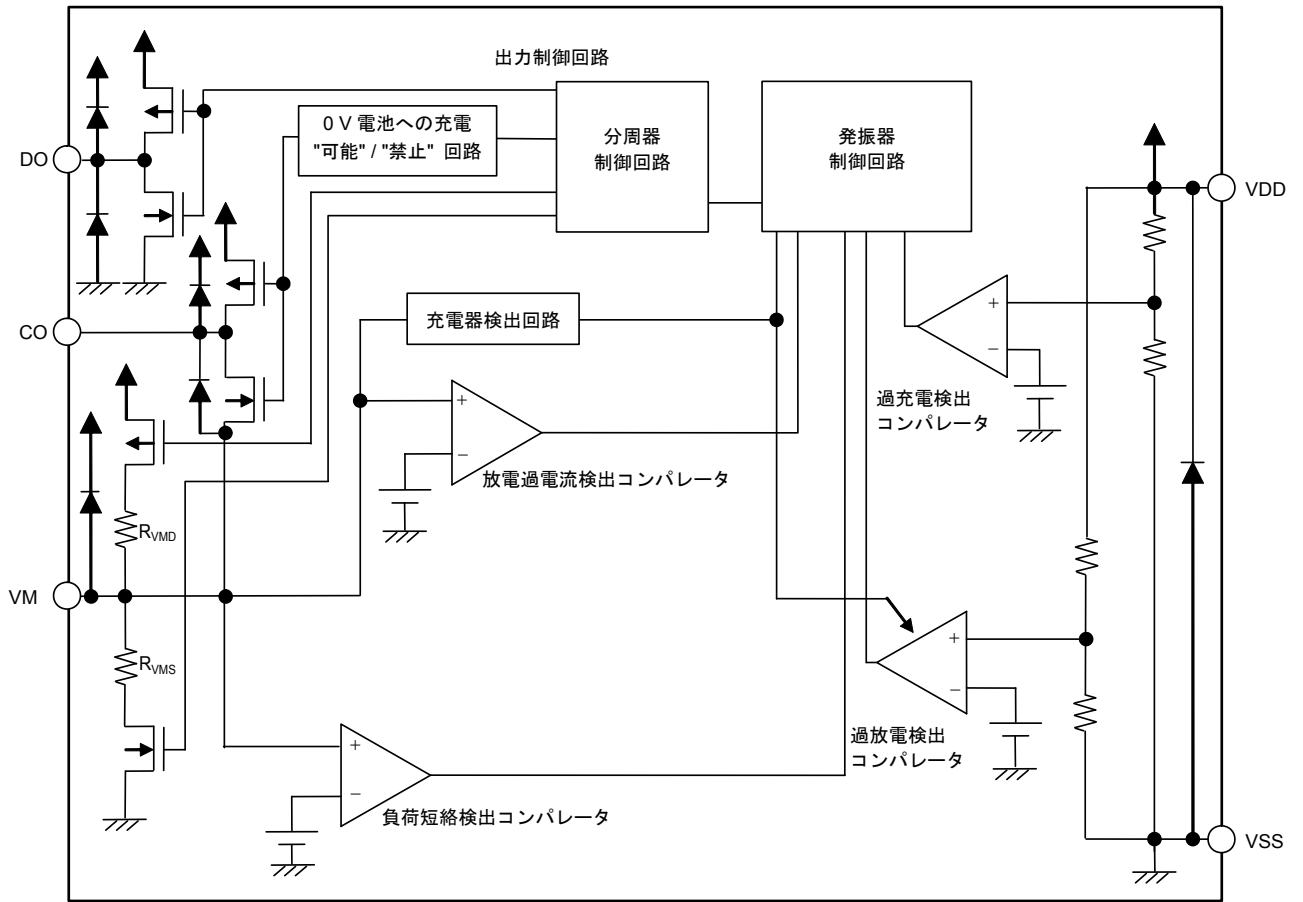 出力制御回路
0 V 電池への充電
"可能" / "禁止" 回路
分周器
制御回路
発振器
制御回路
DO
VDD
CO
充電器検出回路
+
−
過充電検出
コンパレータ
+
−
放電過電流検出コンパレータ
RVMD
VM
RVMS
+
−
過放電検出
コンパレータ
+
−
負荷短絡検出コンパレータ
VSS